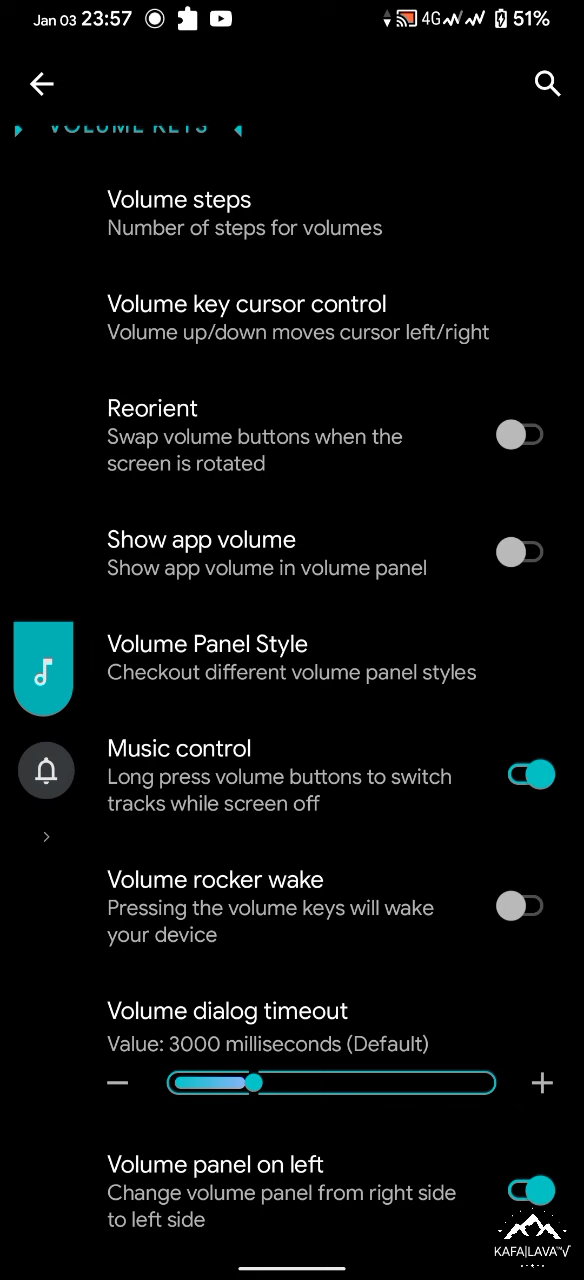 Jan 03 23:57
4G 51%
VOLUME KEYS
Volume steps
Number of steps for volumes
Volume key cursor control
Volume up/down moves cursor left/right
Reorient
Swap volume buttons when the
screen is rotated
Show app volume
Show app volume in volume panel
Volume Panel Style
Checkout different volume panel styles
Music control
Long press volume buttons to switch
tracks while screen off
Volume rocker wake
Pressing the volume keys will wake
your device
Volume dialog timeout
Value: 3000 milliseconds (Default)
Volume panel on left
Change volume panel from right side
to left side
KAFA|LAVA™V